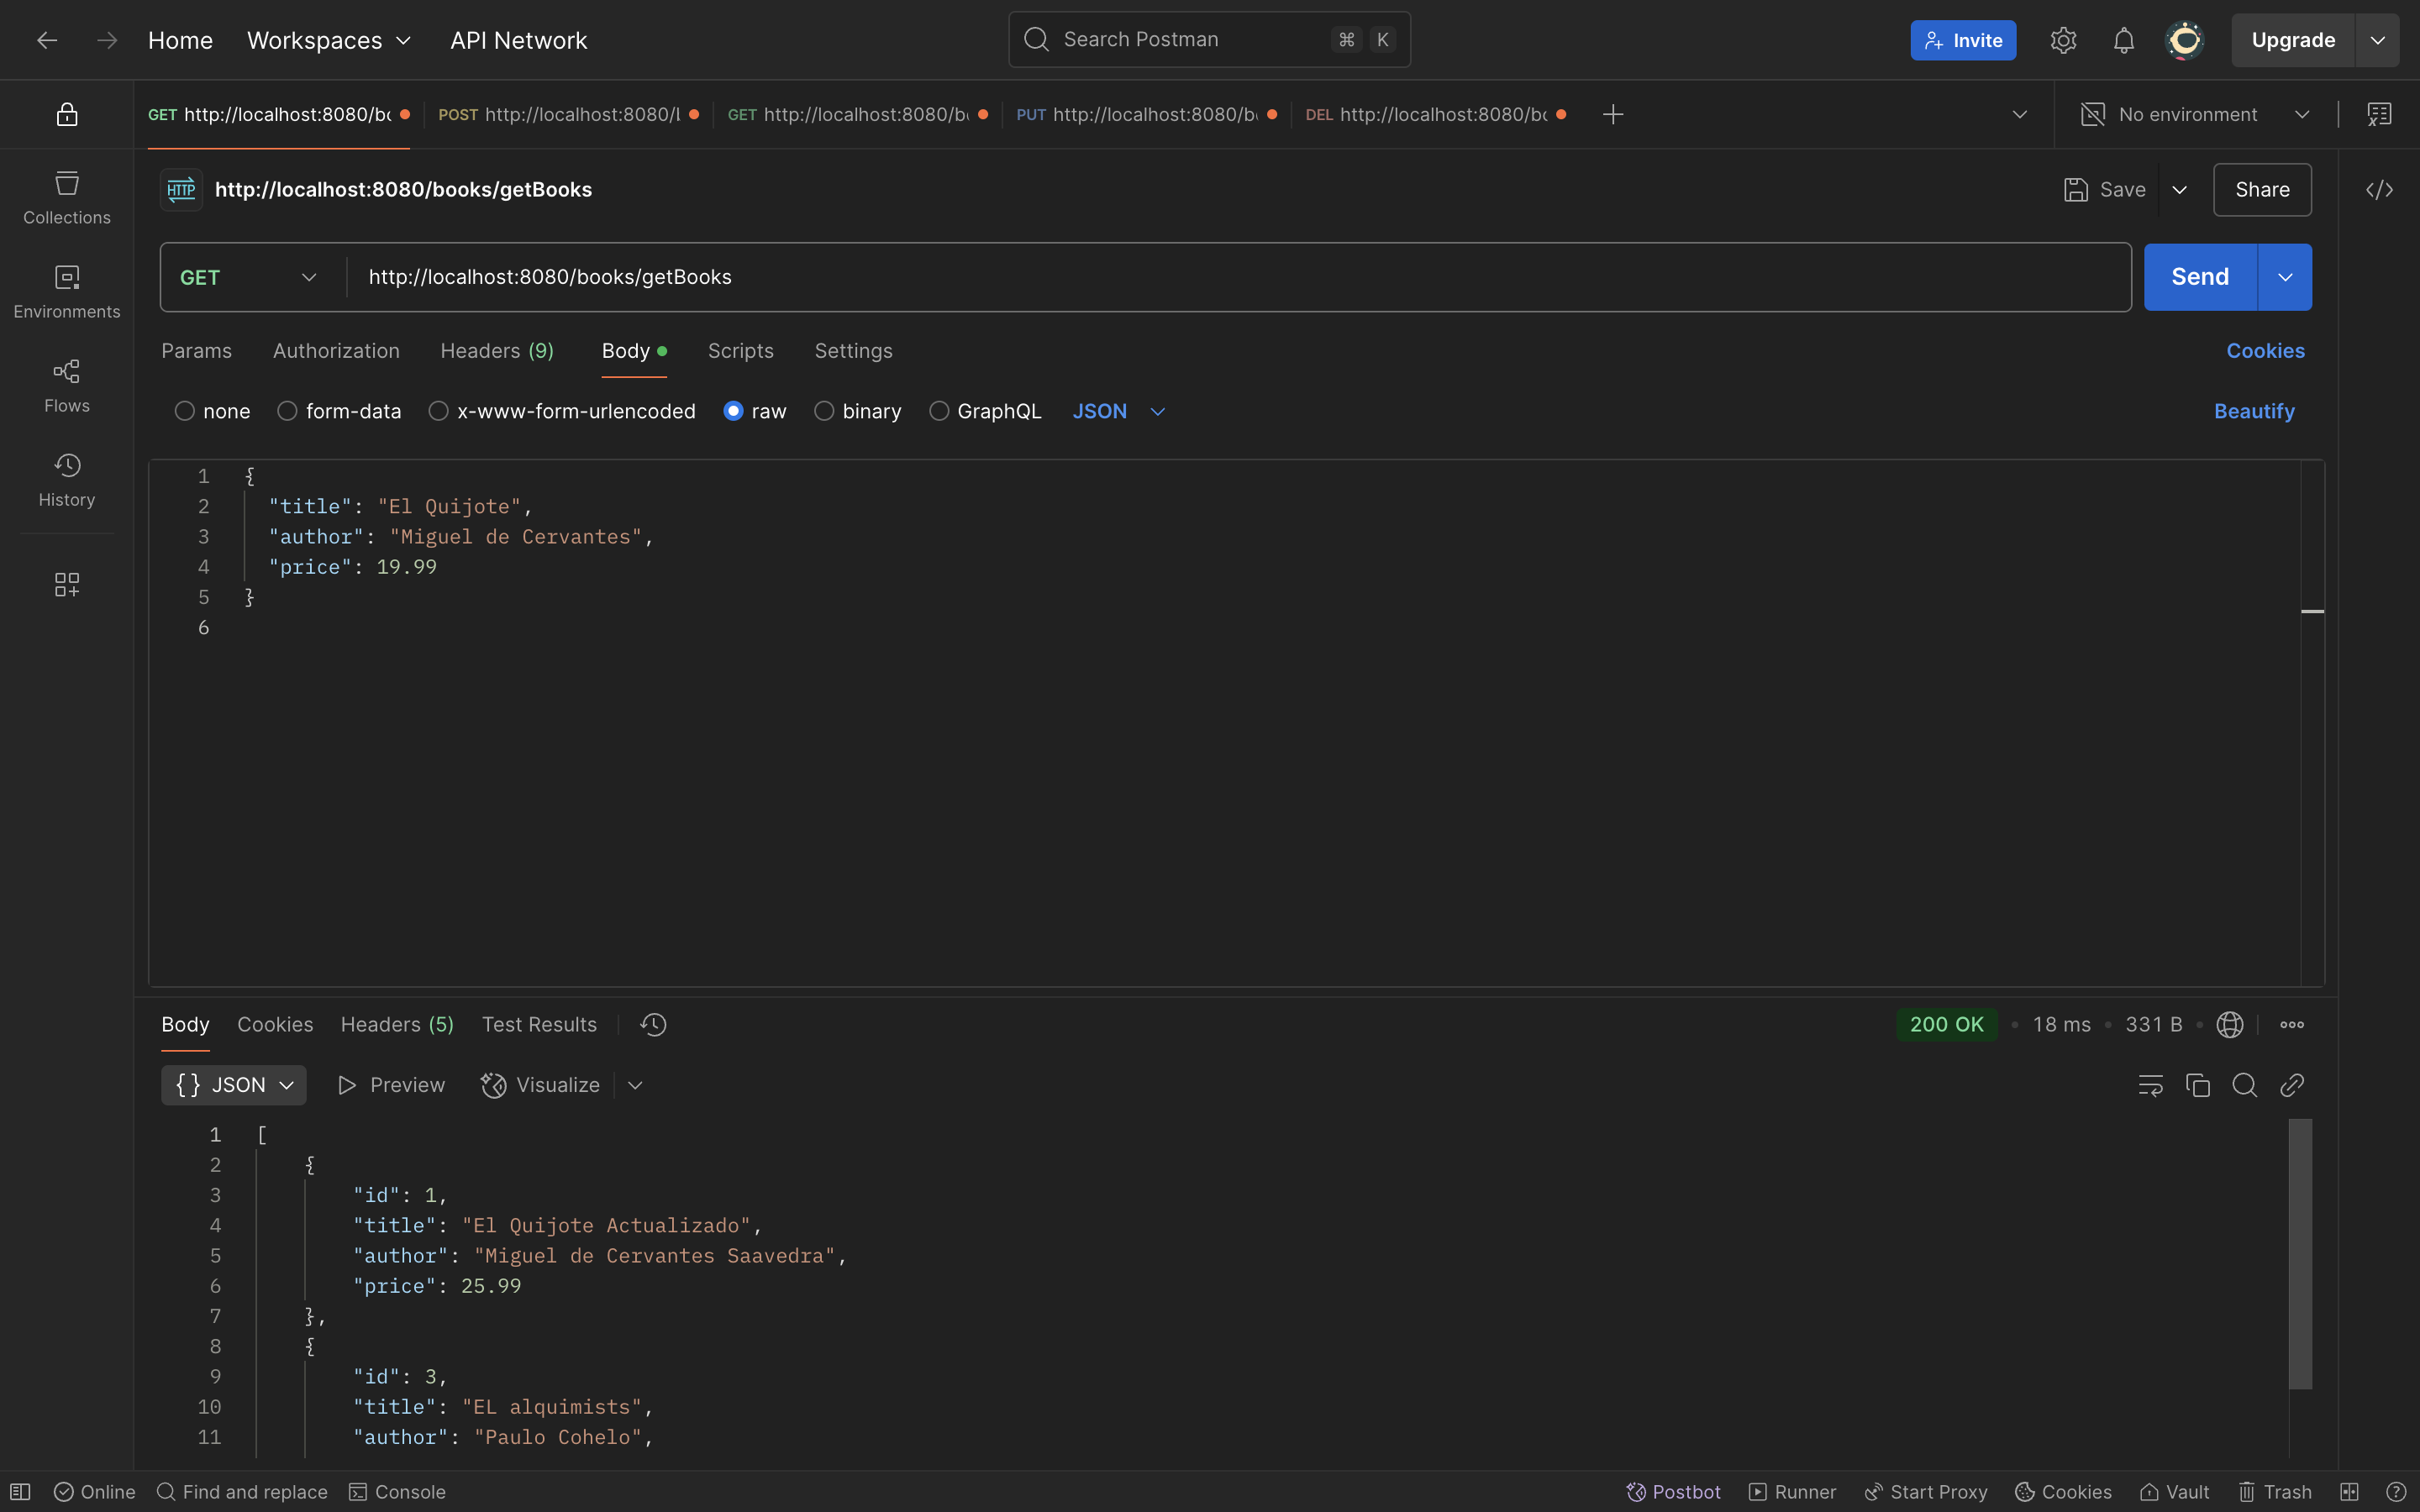 Home Workspaces API Network Search Postman ⌘ K Invite Upgrade
GET http://localhost:8080/bo POST http://localhost:8080/ GET http://localhost:8080/b PUT http://localhost:8080/b DEL http://localhost:8080/bo No environment
HTTP http://localhost:8080/books/getBooks Save Share
Collections
GET http://localhost:8080/books/getBooks Send
Environments
Params Authorization Headers (9) Body Scripts Settings Cookies
Flows
none form-data x-www-form-urlencoded raw binary GraphQL JSON Beautify
History
1 {
2 "title": "El Quijote",
3 "author": "Miguel de Cervantes",
4 "price": 19.99
5 }
6
Body Cookies Headers (5) Test Results 200 OK • 18 ms • 331 B •
{} JSON Preview Visualize
1 [
2 {
3 "id": 1,
4 "title": "El Quijote Actualizado",
5 "author": "Miguel de Cervantes Saavedra",
6 "price": 25.99
7 },
8 {
9 "id": 3,
10 "title": "EL alquimists",
11 "author": "Paulo Cohelo",
Online Find and replace Console Postbot Runner Start Proxy Cookies Vault Trash